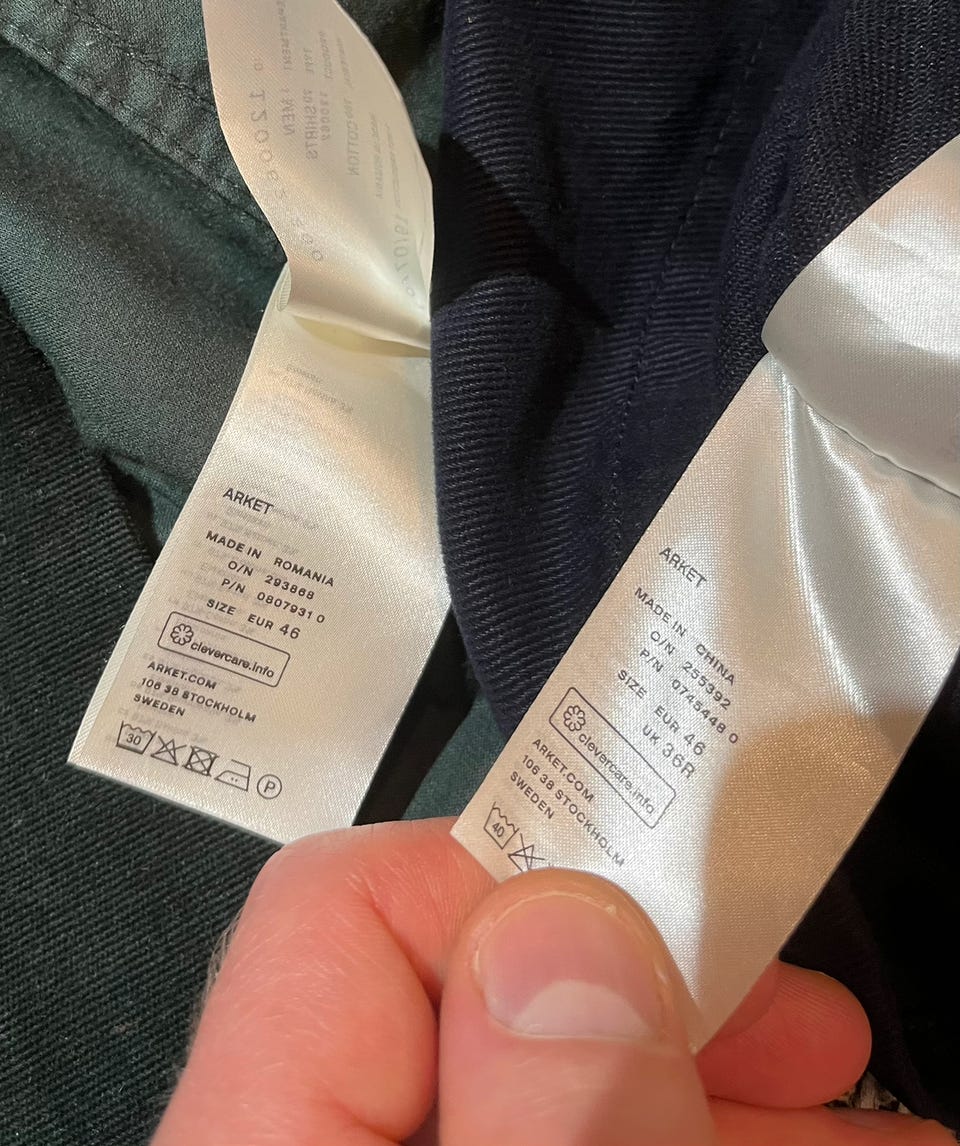 ARKET
MADE IN ROMANIA
O/N 293868
P/N 0807931 0
SIZE EUR 46
clevercare.info
ARKET.COM
106 38 STOCKHOLM
SWEDEN
30
P
ARKET
MADE IN CHINA
O/N 255392
P/N 0745448 0
SIZE EUR 46
UK 36R
clevercare.info
ARKET.COM
106 38 STOCKHOLM
SWEDEN
40